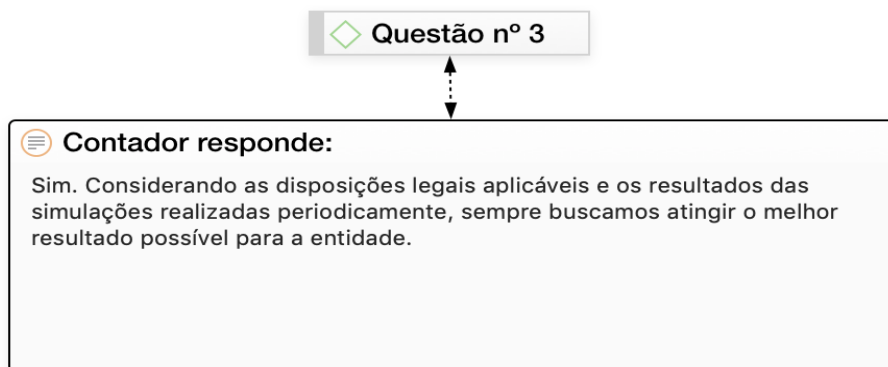 Questão nº 3
Contador responde:
Sim. Considerando as disposições legais aplicáveis e os resultados das
simulações realizadas periodicamente, sempre buscamos atingir o melhor
resultado possível para a entidade.